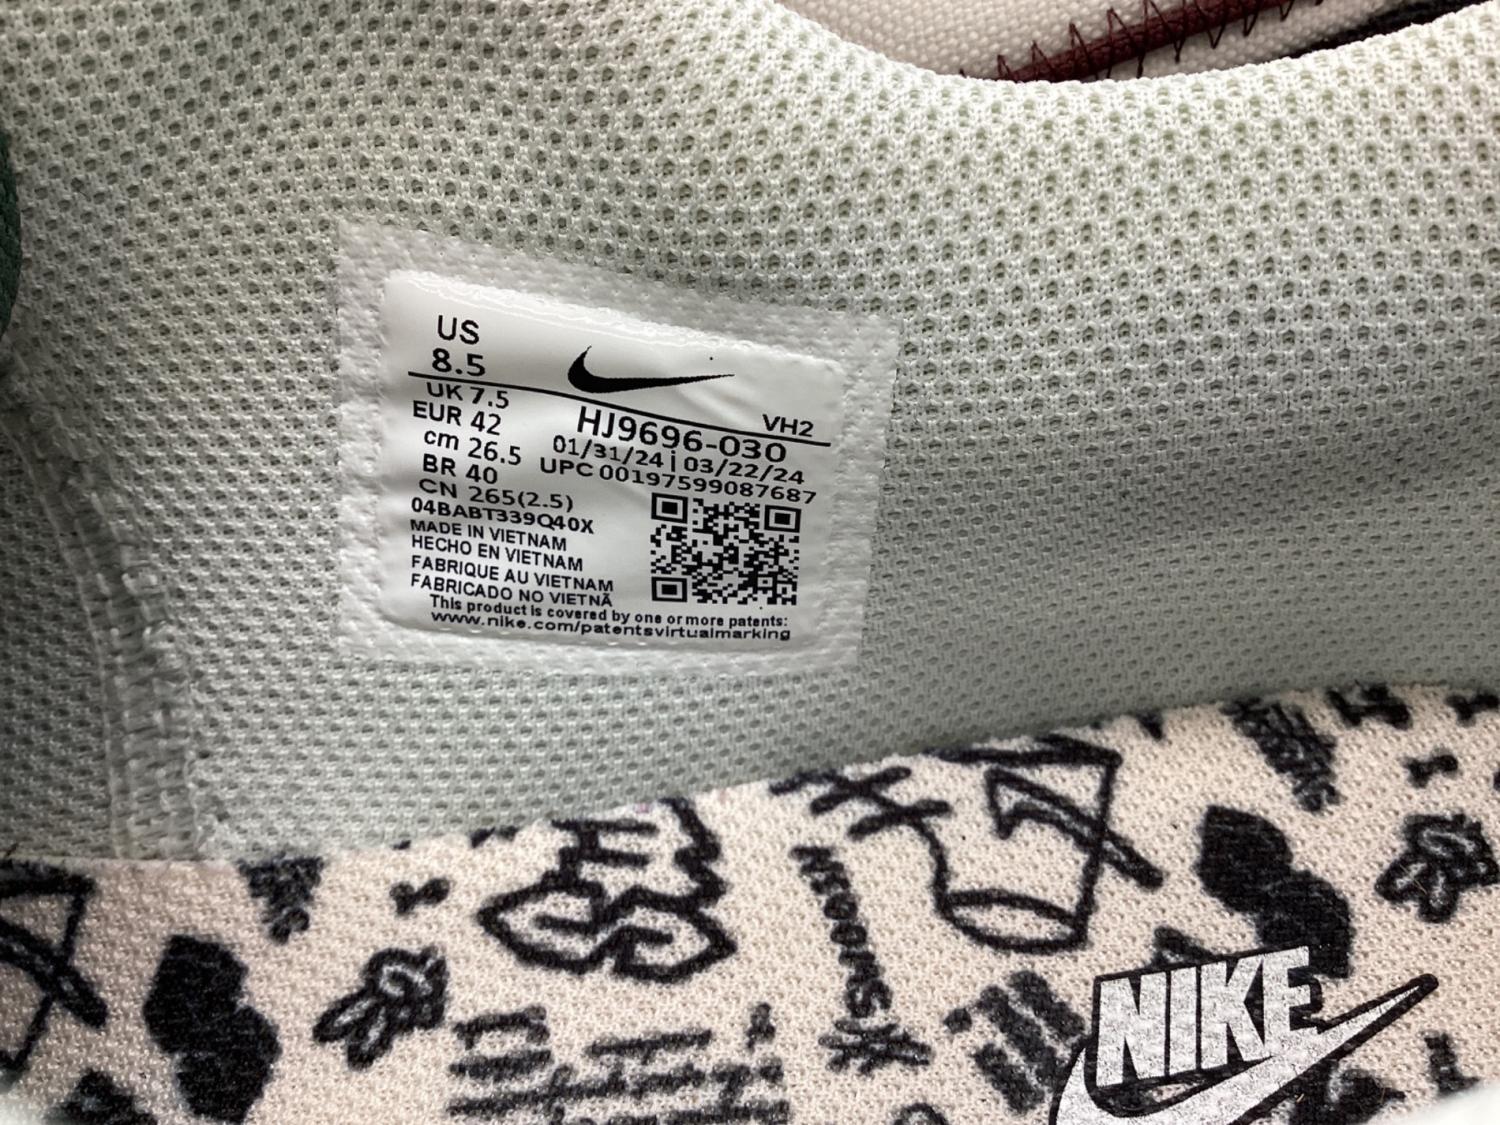 US
8.5
UK 7.5
EUR 42
cm 26.5
BR 40
CN 265(2.5)
VH2
HJ9696-030
01/31/24 | 03/22/24
UPC 00197599087687
04BABT339Q40X
MADE IN VIETNAM
HECHO EN VIETNAM
FABRIQUE AU VIETNAM
FABRICADO NO VIETNÃ
This product is covered by one or more patents:
www.nike.com/patentsvirtualmarking
NIKE